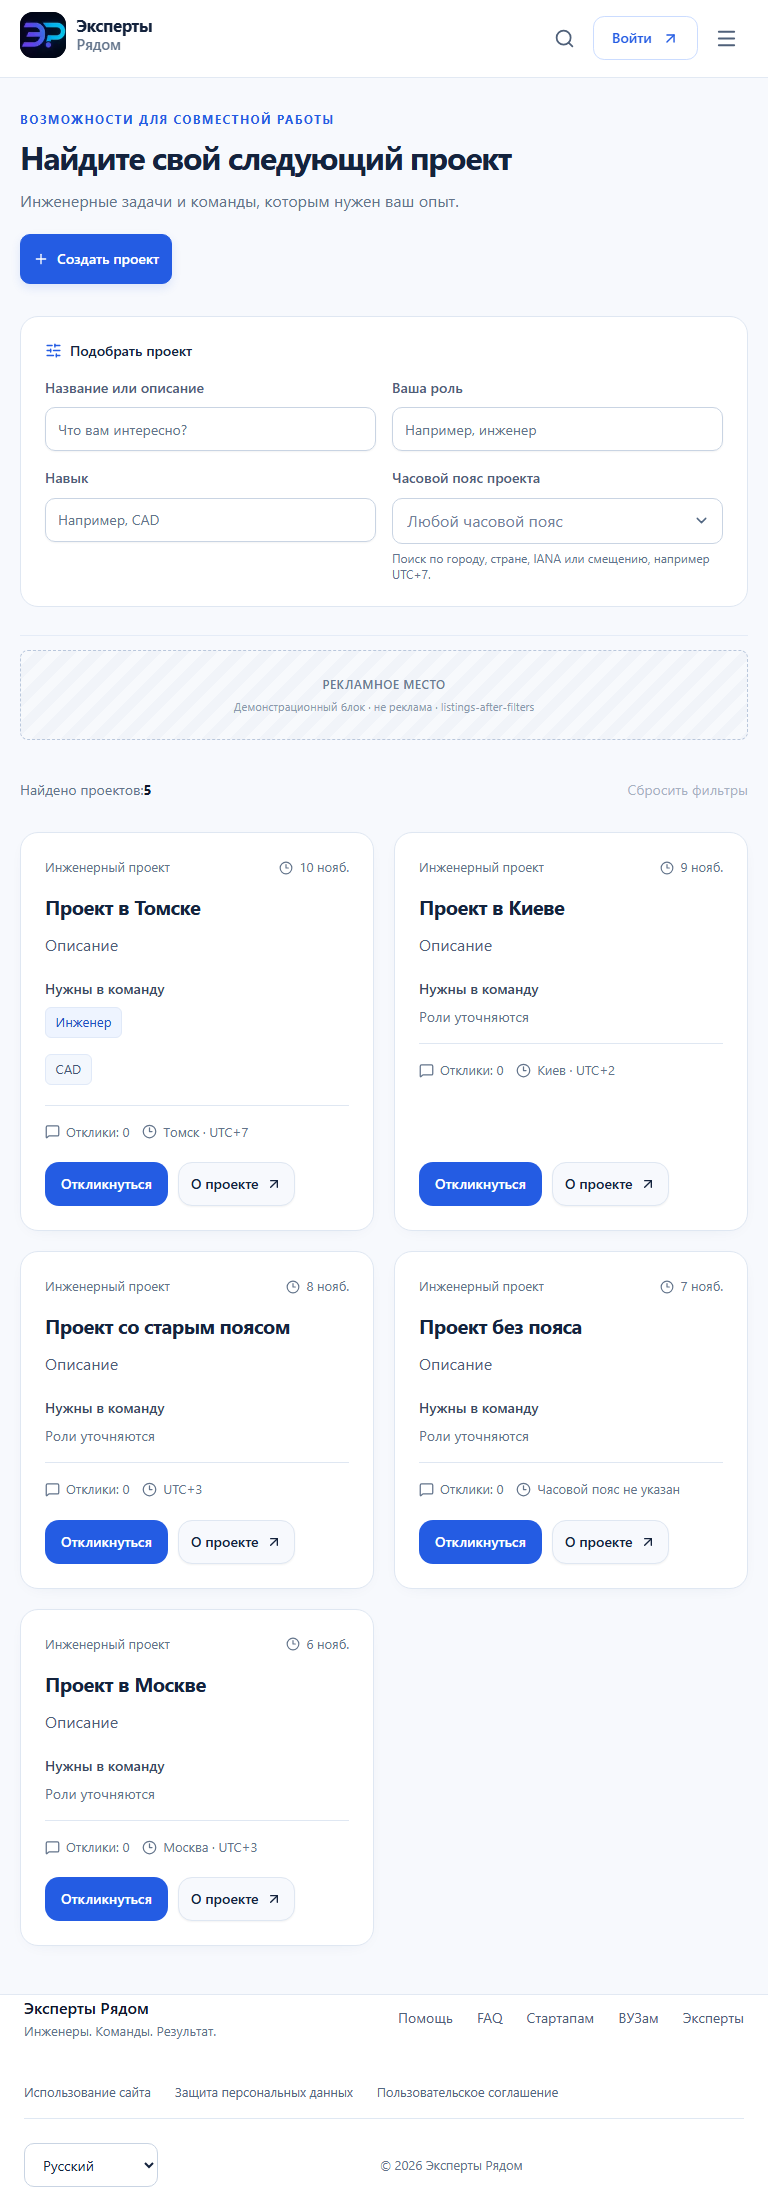 ЭР
Эксперты
Рядом
Войти
ВОЗМОЖНОСТИ ДЛЯ СОВМЕСТНОЙ РАБОТЫ
Найдите свой следующий проект
Инженерные задачи и команды, которым нужен ваш опыт.
Создать проект
Подобрать проект
Название или описание
Что вам интересно?
Ваша роль
Например, инженер
Навык
Например, CAD
Часовой пояс проекта
Любой часовой пояс
Поиск по городу, стране, IANA или смещению, например
UTC+7.
РЕКЛАМНОЕ МЕСТО
Демонстрационный блок · не реклама · listings-after-filters
Найдено проектов:5
Сбросить фильтры
Инженерный проект
10 нояб.
Проект в Томске
Описание
Нужны в команду
Инженер
CAD
Отклики: 0
Томск · UTC+7
Откликнуться
О проекте
Инженерный проект
9 нояб.
Проект в Киеве
Описание
Нужны в команду
Роли уточняются
Отклики: 0
Киев · UTC+2
Откликнуться
О проекте
Инженерный проект
8 нояб.
Проект со старым поясом
Описание
Нужны в команду
Роли уточняются
Отклики: 0
UTC+3
Откликнуться
О проекте
Инженерный проект
7 нояб.
Проект без пояса
Описание
Нужны в команду
Роли уточняются
Отклики: 0
Часовой пояс не указан
Откликнуться
О проекте
Инженерный проект
6 нояб.
Проект в Москве
Описание
Нужны в команду
Роли уточняются
Отклики: 0
Москва · UTC+3
Откликнуться
О проекте
Эксперты Рядом
Инженеры. Команды. Результат.
Помощь
FAQ
Стартапам
ВУЗам
Эксперты
Использование сайта
Защита персональных данных
Пользовательское соглашение
Русский
© 2026 Эксперты Рядом